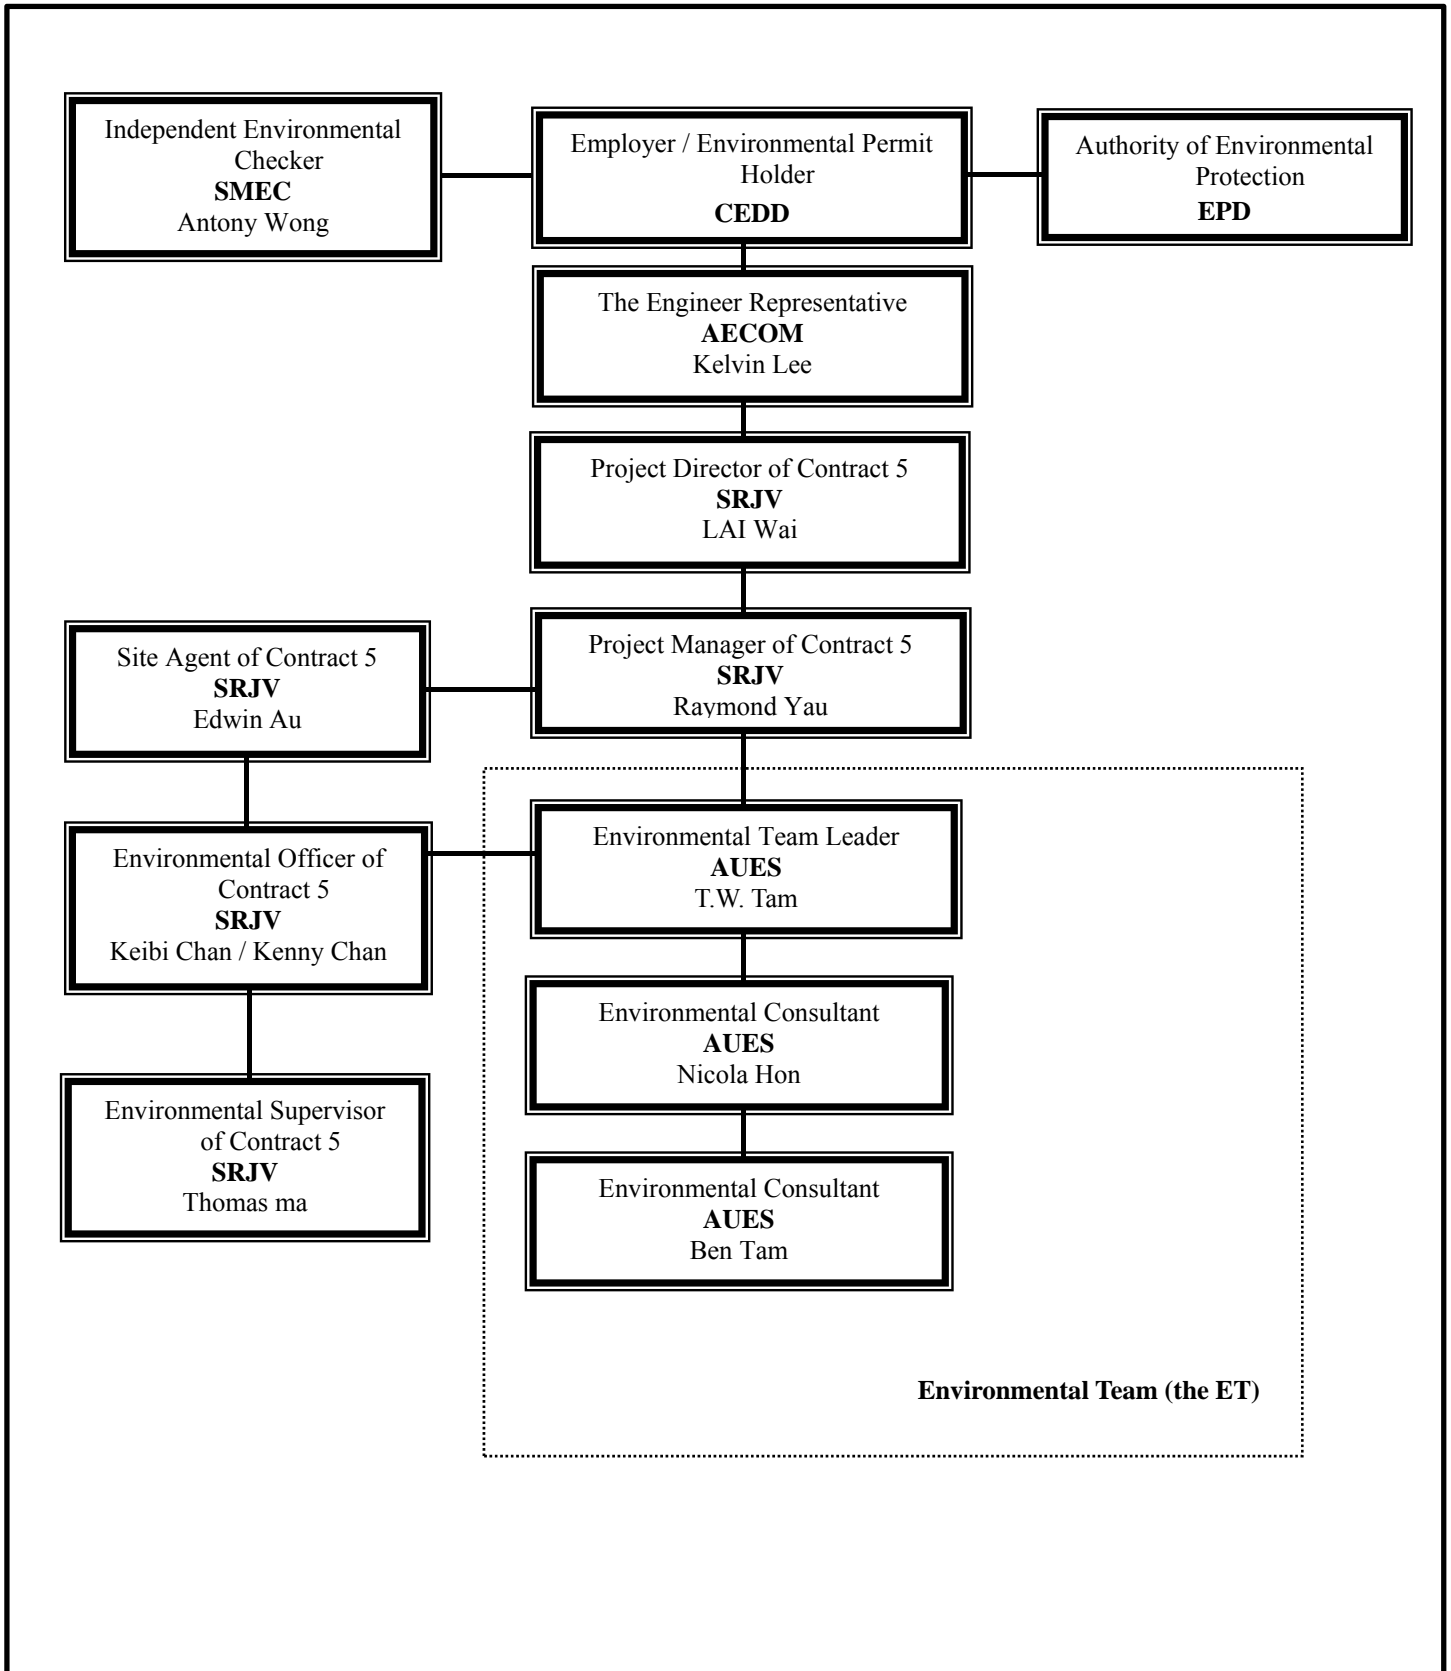 Independent Environmental
Checker
SMEC
Antony Wong
Employer / Environmental Permit
Holder
CEDD
Authority of Environmental
Protection
EPD
The Engineer Representative
AECOM
Kelvin Lee
Project Director of Contract 5
SRJV
LAI Wai
Site Agent of Contract 5
SRJV
Edwin Au
Project Manager of Contract 5
SRJV
Raymond Yau
Environmental Officer of
Contract 5
SRJV
Keibi Chan / Kenny Chan
Environmental Team Leader
AUES
T.W. Tam
Environmental Consultant
AUES
Nicola Hon
Environmental Supervisor
of Contract 5
SRJV
Thomas ma
Environmental Consultant
AUES
Ben Tam
Environmental Team (the ET)